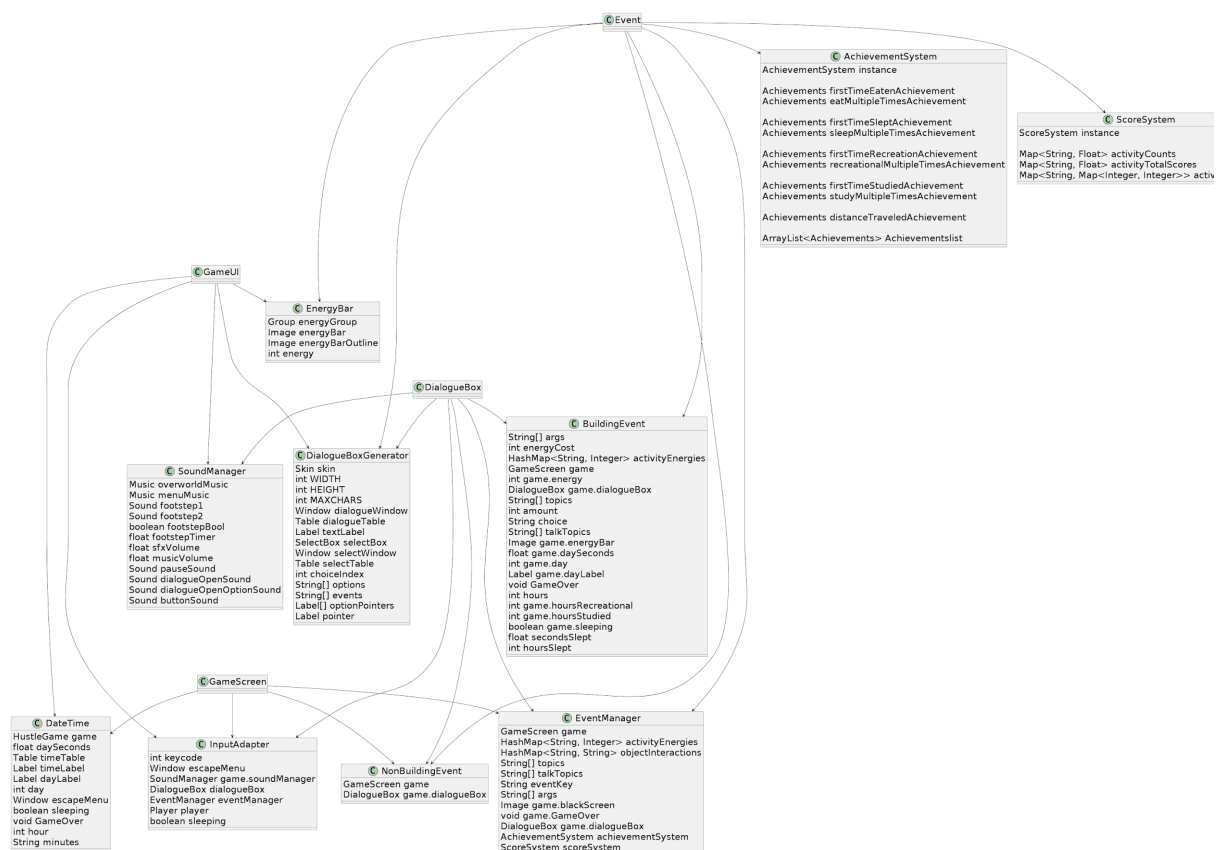 C Event
C AchievementSystem
AchievementSystem instance
Achievements firstTimeEatenAchievement
Achievements eatMultipleTimesAchievement
Achievements firstTimeSleptAchievement
Achievements sleepMultipleTimesAchievement
Achievements firstTimeRecreationAchievement
Achievements recreationalMultipleTimesAchievement
Achievements firstTimeStudiedAchievement
Achievements studyMultipleTimesAchievement
Achievements distanceTraveledAchievement
ArrayList<Achievements> Achievementslist
C ScoreSystem
ScoreSystem instance
Map<String, Float> activityCounts
Map<String, Float> activityTotalScores
Map<String, Map<Integer, Integer>> activ
C GameUI
C EnergyBar
Group energyGroup
Image energyBar
Image energyBarOutline
int energy
C DialogueBox
C BuildingEvent
String[] args
int energyCost
HashMap<String, Integer> activityEnergies
GameScreen game
int game.energy
DialogueBox game.dialogueBox
String[] topics
int amount
String choice
String[] talkTopics
Image game.energyBar
float game.daySeconds
int game.day
Label game.dayLabel
void GameOver
int hours
int game.hoursRecreational
int game.hoursStudied
boolean game.sleeping
float secondsSlept
int hoursSlept
C DialogueBoxGenerator
Skin skin
int WIDTH
int HEIGHT
int MAXCHARS
Window dialogueWindow
Table dialogueTable
Label textLabel
SelectBox selectBox
Window selectWindow
Table selectTable
int choiceIndex
String[] options
String[] events
Label[] optionPointers
Label pointer
C SoundManager
Music overworldMusic
Music menuMusic
Sound footstep1
Sound footstep2
boolean footstepBool
float footstepTimer
float sfxVolume
float musicVolume
Sound pauseSound
Sound dialogueOpenSound
Sound dialogueOpenOptionSound
Sound buttonSound
C GameScreen
C DateTime
HustleGame game
float daySeconds
Table timeTable
Label timeLabel
Label dayLabel
int day
Window escapeMenu
boolean sleeping
void GameOver
int hour
String minutes
C InputAdapter
int keycode
Window escapeMenu
SoundManager game.soundManager
DialogueBox dialogueBox
EventManager eventManager
Player player
boolean sleeping
C NonBuildingEvent
GameScreen game
DialogueBox game.dialogueBox
C EventManager
GameScreen game
HashMap<String, Integer> activityEnergies
HashMap<String, String> objectInteractions
String[] topics
String[] talkTopics
String eventKey
String[] args
Image game.blackScreen
void game.GameOver
DialogueBox game.dialogueBox
AchievementSystem achievementSystem
ScoreSystem scoreSystem